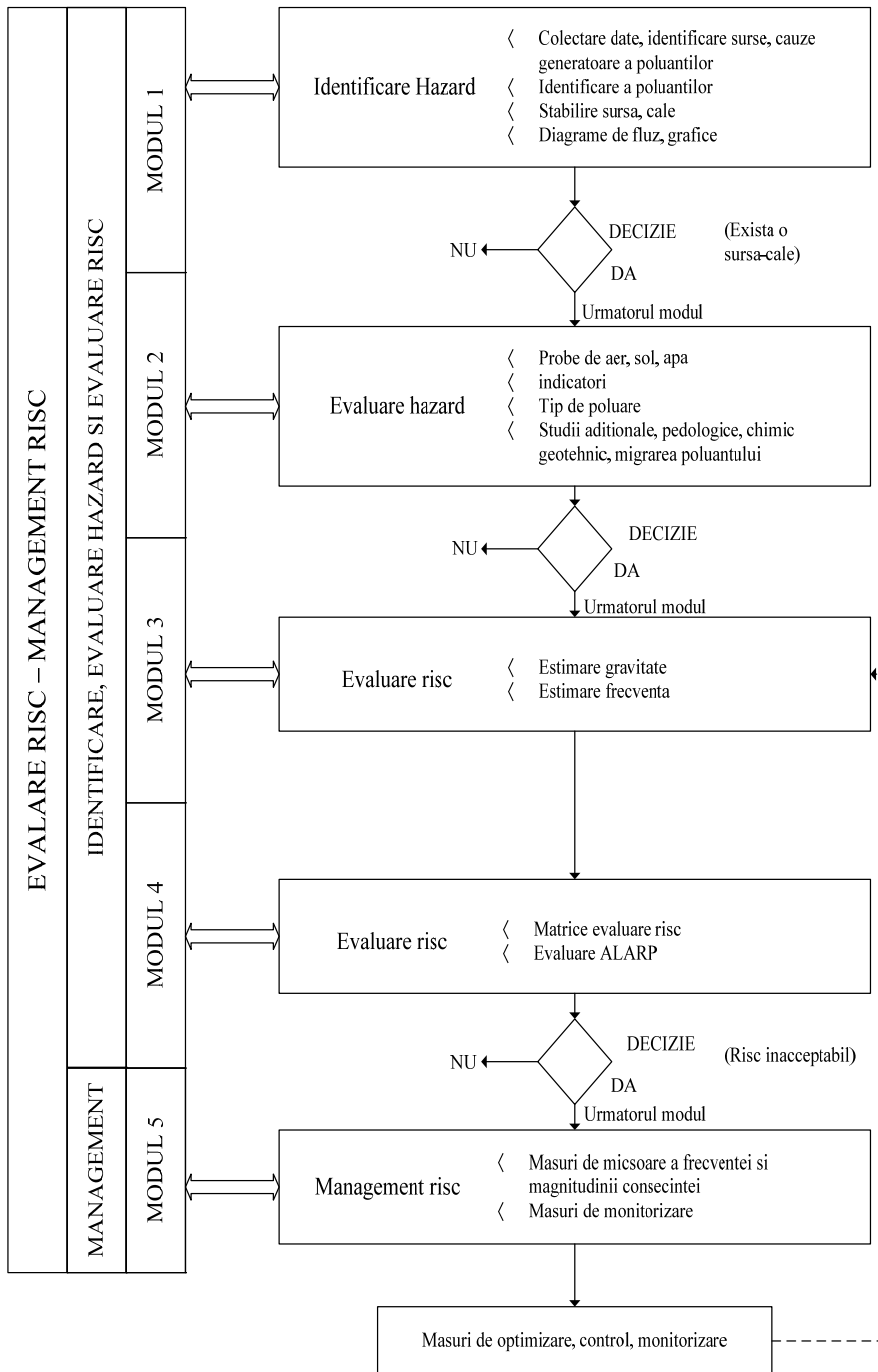 EVALARE RISC – MANAGEMENT RISC
IDENTIFICARE, EVALUARE HAZARD SI EVALUARE RISC
MANAGEMENT
MODUL 1
MODUL 2
MODUL 3
MODUL 4
MODUL 5
Identificare Hazard
〈 Colectare date, identificare surse, cauze
generatoare a poluantilor
〈 Identificare a poluantilor
〈 Stabilire sursa, cale
〈 Diagrame de fluz, grafice
NU
DECIZIE
(Exista o
sursa-cale)
DA
Urmatorul modul
Evaluare hazard
〈 Probe de aer, sol, apa
〈 indicatori
〈 Tip de poluare
〈 Studii aditionale, pedologice, chimic
geotehnic, migrarea poluantului
NU
DECIZIE
DA
Urmatorul modul
Evaluare risc
〈 Estimare gravitate
〈 Estimare frecventa
Evaluare risc
〈 Matrice evaluare risc
〈 Evaluare ALARP
NU
DECIZIE
(Risc inacceptabil)
DA
Urmatorul modul
Management risc
〈 Masuri de micsoare a frecventei si
magnitudinii consecintei
〈 Masuri de monitorizare
Masuri de optimizare, control, monitorizare